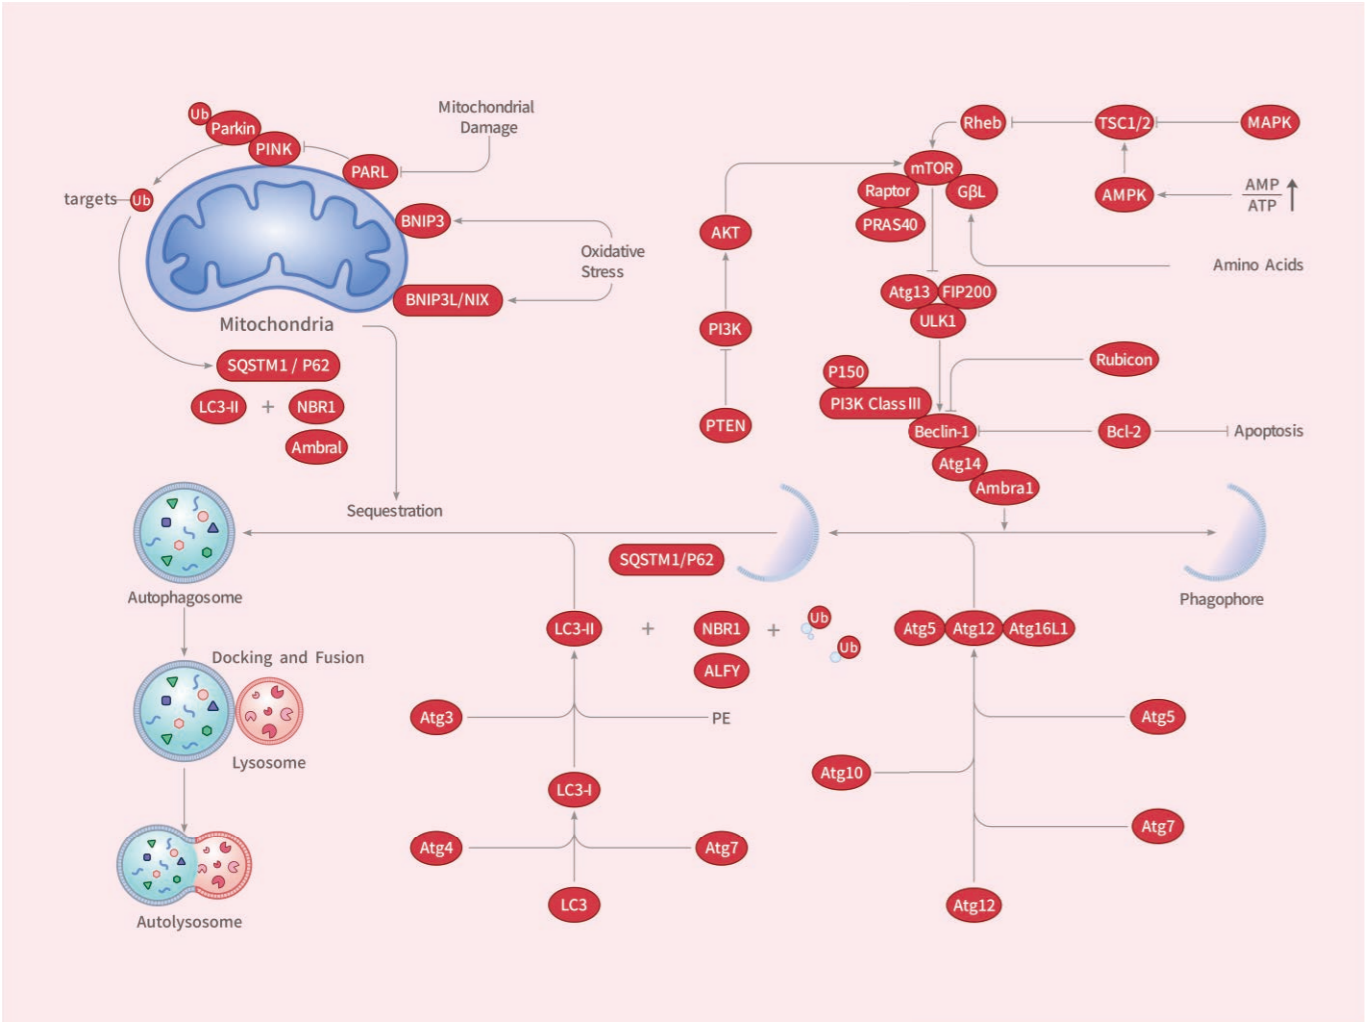 Mitochondrial
Damage
Ub
Parkin
PINK
PARL
targets
Ub
BNIP3
Oxidative
Stress
BNIP3L/NIX
Mitochondria
SQSTM1 / P62
LC3-II + NBR1
Ambral
Sequestration
Rheb
TSC1/2
MAPK
mTOR
Raptor
GβL
PRAS40
AMPK
AMP
ATP
AKT
Amino Acids
Atg13
FIP200
ULK1
PI3K
Rubicon
P150
PI3K Class III
PTEN
Beclin-1
Bcl-2
Apoptosis
Atg14
Ambra1
SQSTM1/P62
Autophagosome
Phagophore
LC3-II + NBR1 + Ub
Ub
ALFY
Atg5
Atg12
Atg16L1
Docking and Fusion
Atg3
PE
Atg5
Lysosome
Atg10
LC3-I
Atg4
Atg7
Atg7
LC3
Atg12
Autolysosome